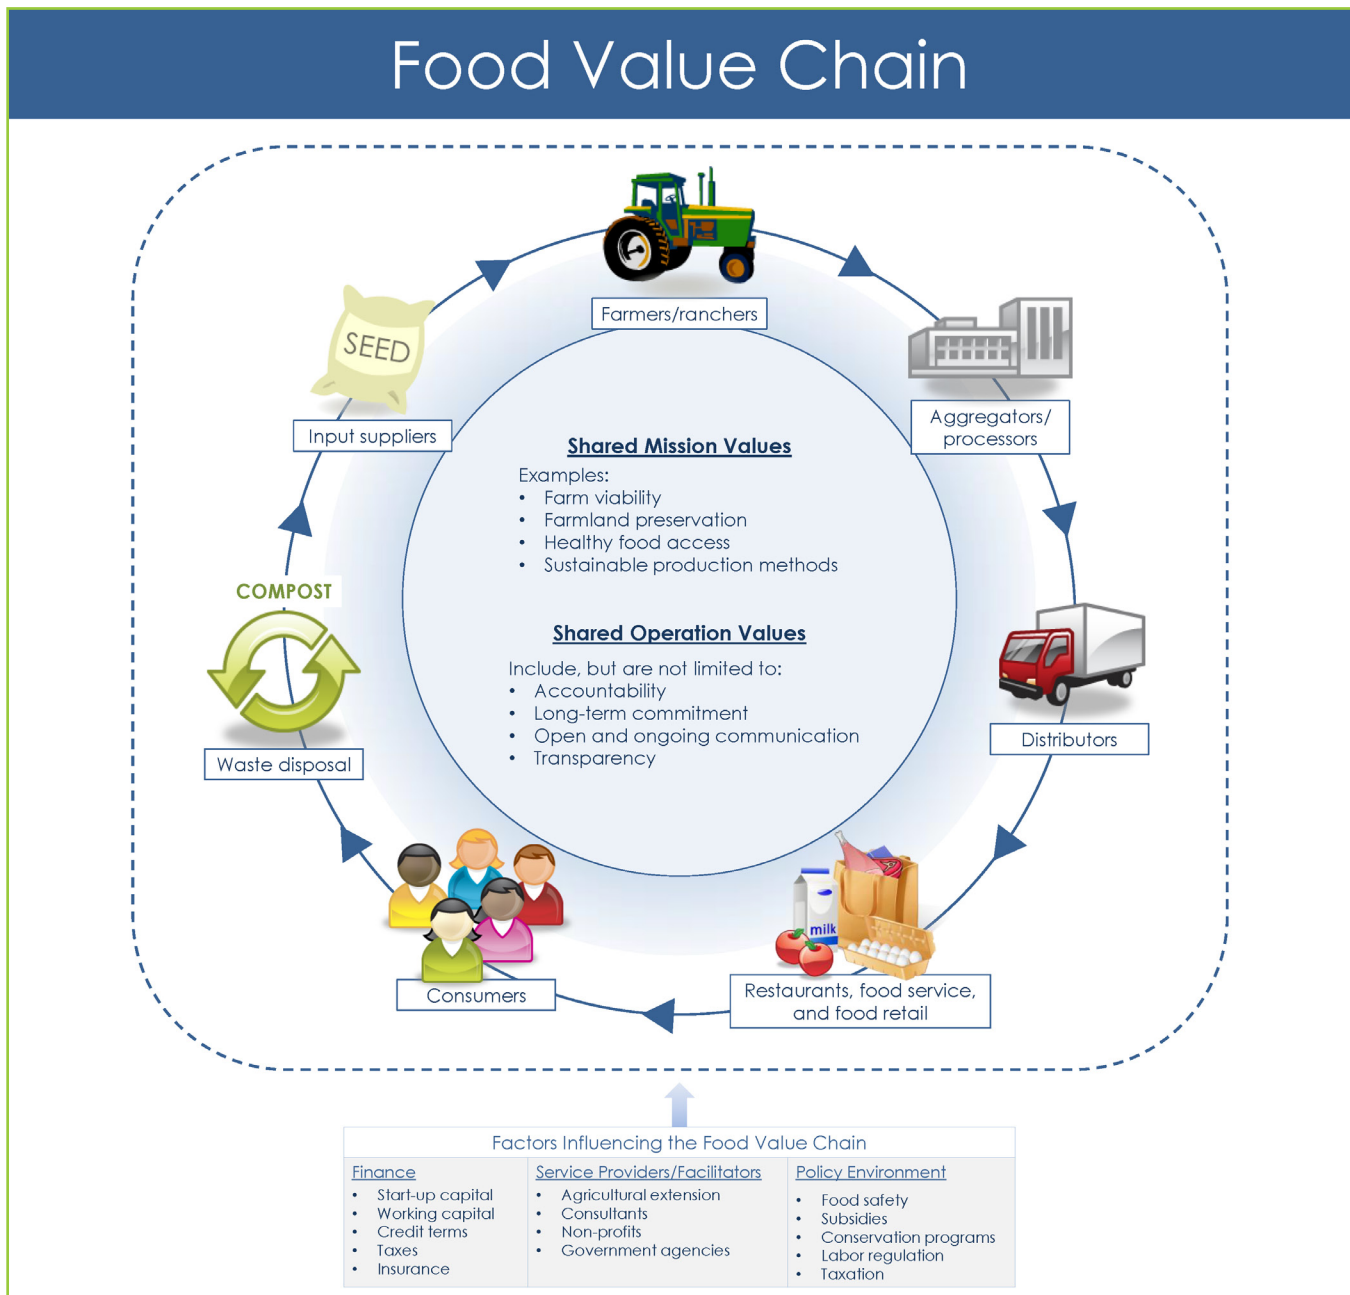 Food Value Chain
Farmers/ranchers
SEED
Input suppliers
Aggregators/
processors
Shared Mission Values
Examples:
• Farm viability
• Farmland preservation
• Healthy food access
• Sustainable production methods
COMPOST
Waste disposal
Shared Operation Values
Include, but are not limited to:
• Accountability
• Long-term commitment
• Open and ongoing communication
• Transparency
Distributors
milk
Consumers
Restaurants, food service,
and food retail
Factors Influencing the Food Value Chain
Finance
• Start-up capital
• Working capital
• Credit terms
• Taxes
• Insurance
Service Providers/Facilitators
• Agricultural extension
• Consultants
• Non-profits
• Government agencies
Policy Environment
• Food safety
• Subsidies
• Conservation programs
• Labor regulation
• Taxation